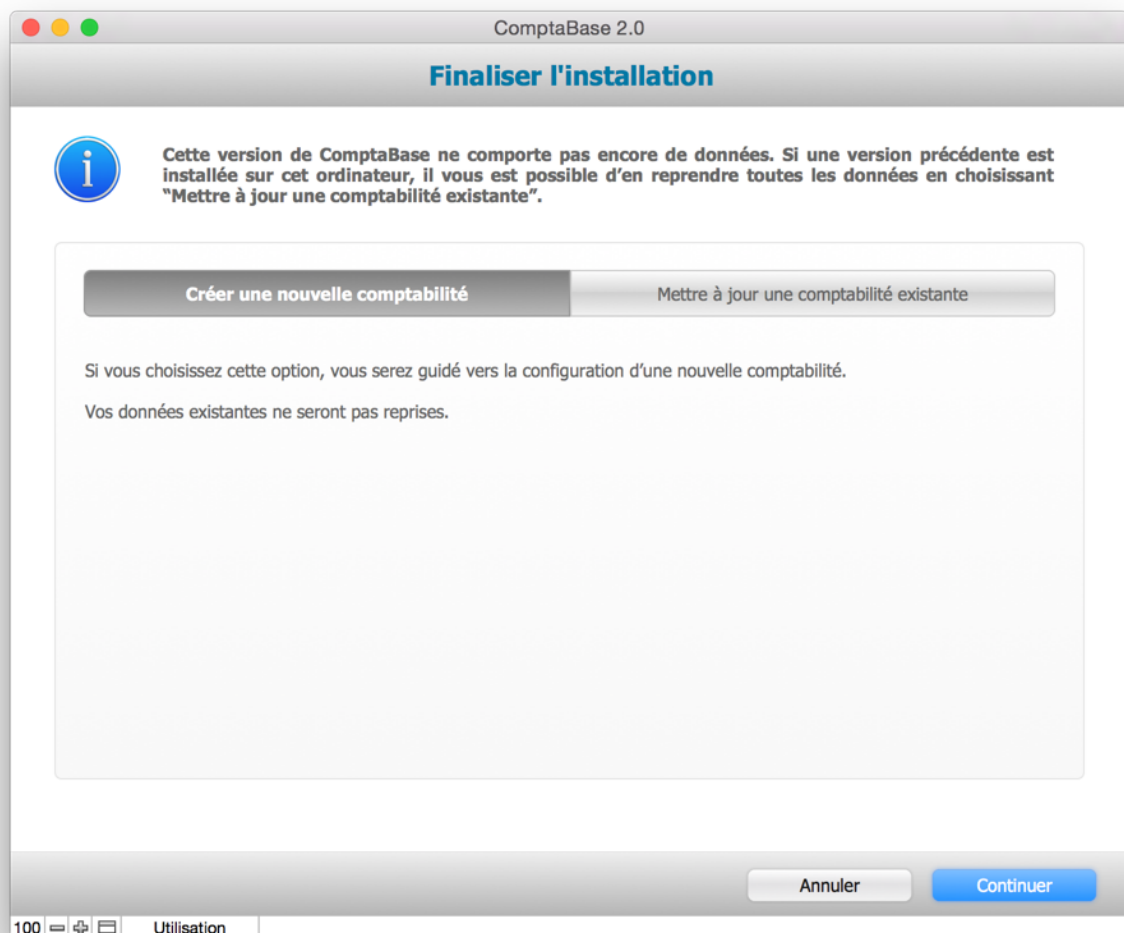 ComptaBase 2.0
Finaliser l'installation
i
Cette version de ComptaBase ne comporte pas encore de données. Si une version précédente est
installée sur cet ordinateur, il vous est possible d'en reprendre toutes les données en choisissant
“Mettre à jour une comptabilité existante”.
Créer une nouvelle comptabilité
Mettre à jour une comptabilité existante
Si vous choisissez cette option, vous serez guidé vers la configuration d’une nouvelle comptabilité.
Vos données existantes ne seront pas reprises.
Annuler
Continuer
100
Utilisation